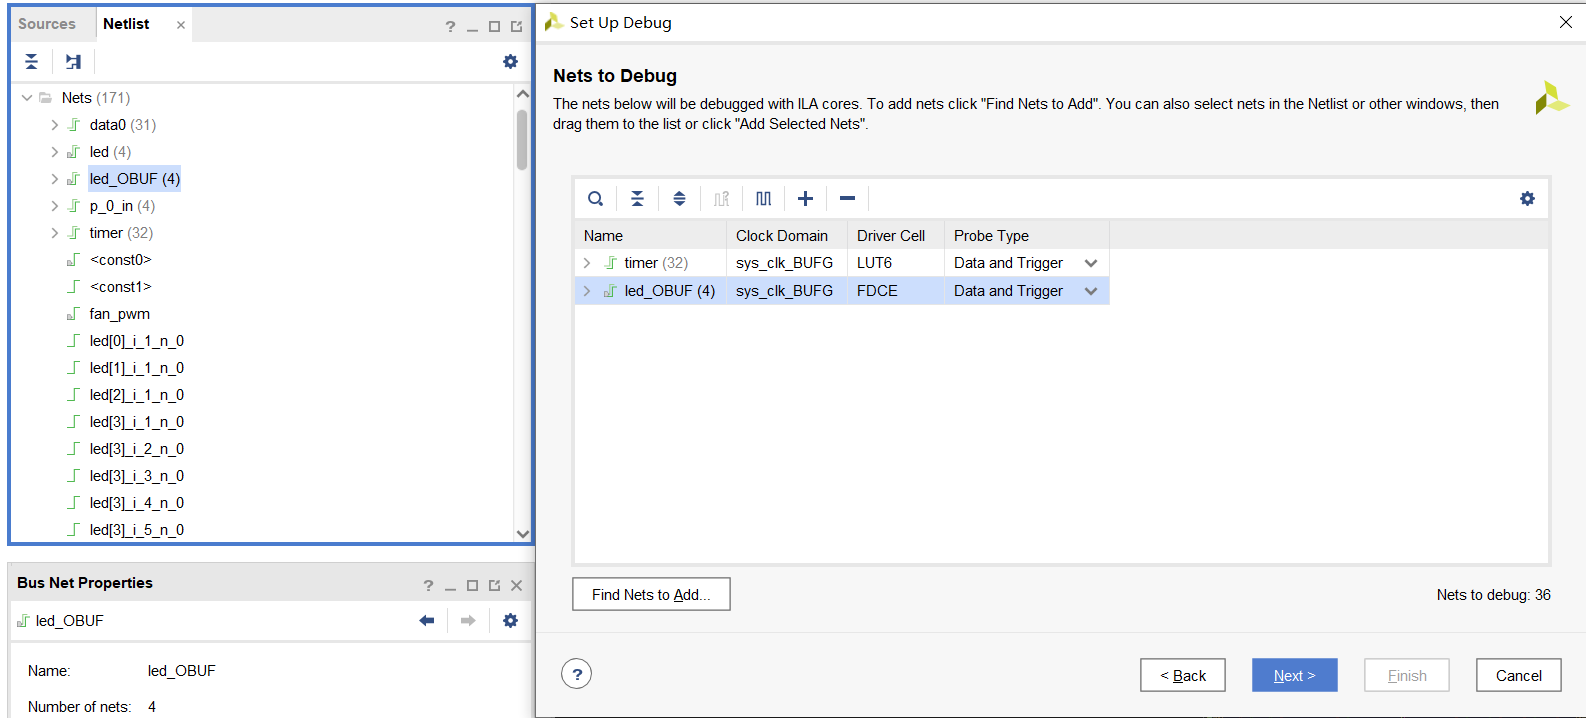 Sources Netlist
Nets (171)
data0 (31)
led (4)
led_OBUF (4)
p_0_in (4)
timer (32)
<const0>
<const1>
fan_pwm
led[0]_i_1_n_0
led[1]_i_1_n_0
led[2]_i_1_n_0
led[3]_i_1_n_0
led[3]_i_2_n_0
led[3]_i_3_n_0
led[3]_i_4_n_0
led[3]_i_5_n_0
Bus Net Properties
led_OBUF
Name: led_OBUF
Number of nets: 4
Set Up Debug
Nets to Debug
The nets below will be debugged with ILA cores. To add nets click "Find Nets to Add". You can also select nets in the Netlist or other windows, then
drag them to the list or click "Add Selected Nets".
Name Clock Domain Driver Cell Probe Type
timer (32) sys_clk_BUFG LUT6 Data and Trigger
led_OBUF (4) sys_clk_BUFG FDCE Data and Trigger
Find Nets to Add... Nets to debug: 36
? < Back Next > Finish Cancel